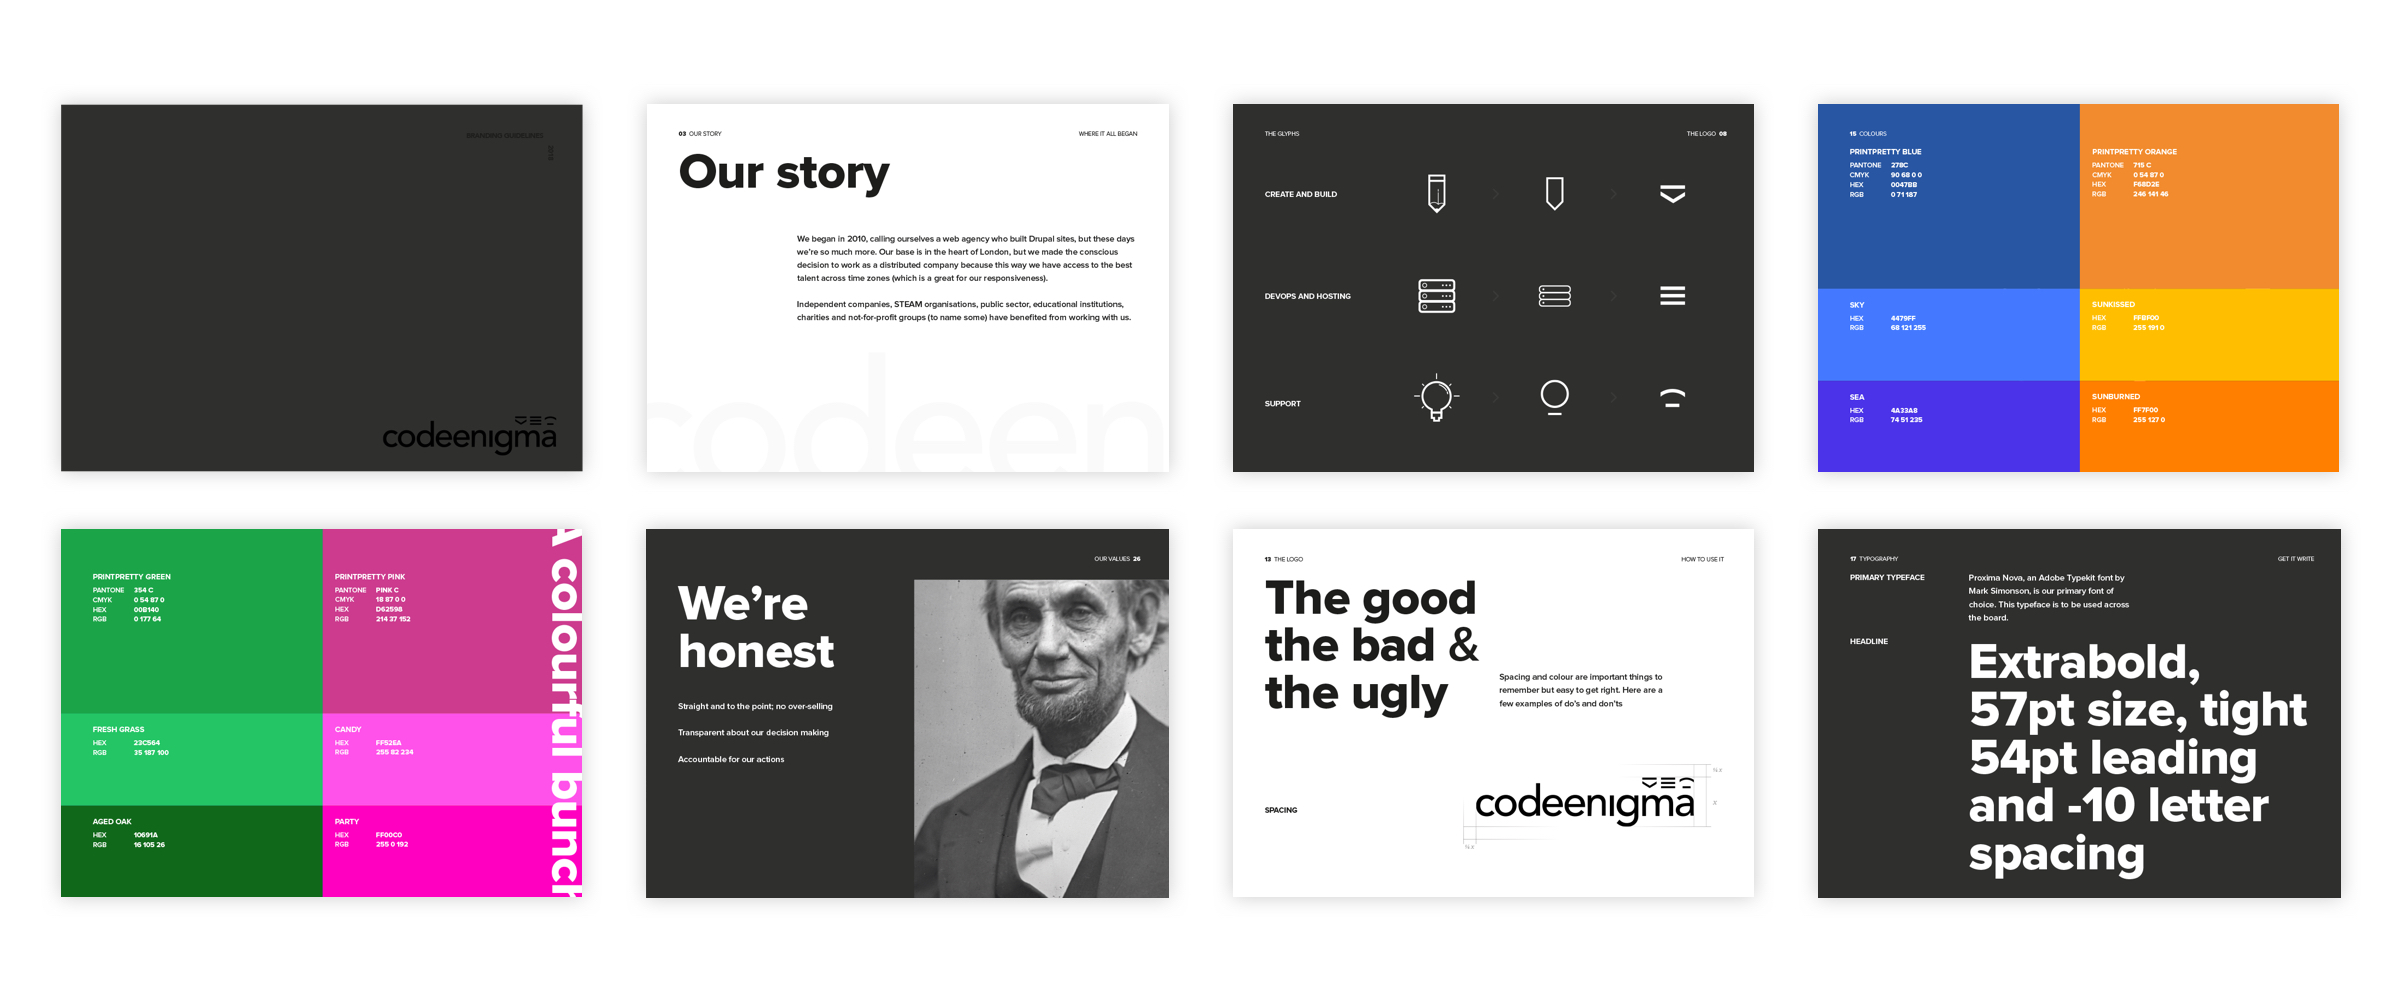 BRANDING GUIDELINES
2018
codeenigma
03 OUR STORY
WHERE IT ALL BEGAN
Our story
We began in 2010, calling ourselves a web agency who built Drupal sites, but these days
we're so much more. Our base is in the heart of London, but we made the conscious
decision to work as a distributed company because this way we have access to the best
talent across time zones (which is a great for our responsiveness).
Independent companies, STEAM organisations, public sector, educational institutions,
charities and not-for-profit groups (to name some) have benefited from working with us.
codeen
THE GLYPHS
THE LOGO 08
CREATE AND BUILD
DEVOPS AND HOSTING
SUPPORT
15 COLOURS
PRINTPRETTY BLUE
PANTONE 278C
CMYK 90 68 0 0
HEX 0047BB
RGB 0 71 187
PRINTPRETTY ORANGE
PANTONE 715 C
CMYK 0 54 87 0
HEX F68D2E
RGB 246 141 46
SKY
HEX 4479FF
RGB 68 121 255
SUNKISSED
HEX FFBF00
RGB 255 191 0
SEA
HEX 4A33A8
RGB 74 51 235
SUNBURNED
HEX FF7F00
RGB 255 127 0
PRINTPRETTY GREEN
PANTONE 354 C
CMYK 0 54 87 0
HEX 00B140
RGB 0 177 64
PRINTPRETTY PINK
PANTONE PINK C
CMYK 18 87 0 0
HEX D62598
RGB 214 37 152
FRESH GRASS
HEX 23C564
RGB 35 187 100
CANDY
HEX FF52EA
RGB 255 82 234
AGED OAK
HEX 10691A
RGB 16 105 26
PARTY
HEX FF00C0
RGB 255 0 192
A colourful bunch
OUR VALUES 26
We're
honest
Straight and to the point; no over-selling
Transparent about our decision making
Accountable for our actions
13 THE LOGO
HOW TO USE IT
The good
the bad &
the ugly
Spacing and colour are important things to
remember but easy to get right. Here are a
few examples of do's and don'ts
SPACING
codeenigma
½ X
X
½ X
17 TYPOGRAPHY
GET IT WRITE
PRIMARY TYPEFACE
Proxima Nova, an Adobe Typekit font by
Mark Simonson, is our primary font of
choice. This typeface is to be used across
the board.
HEADLINE
Extrabold,
57pt size, tight
54pt leading
and -10 letter
spacing